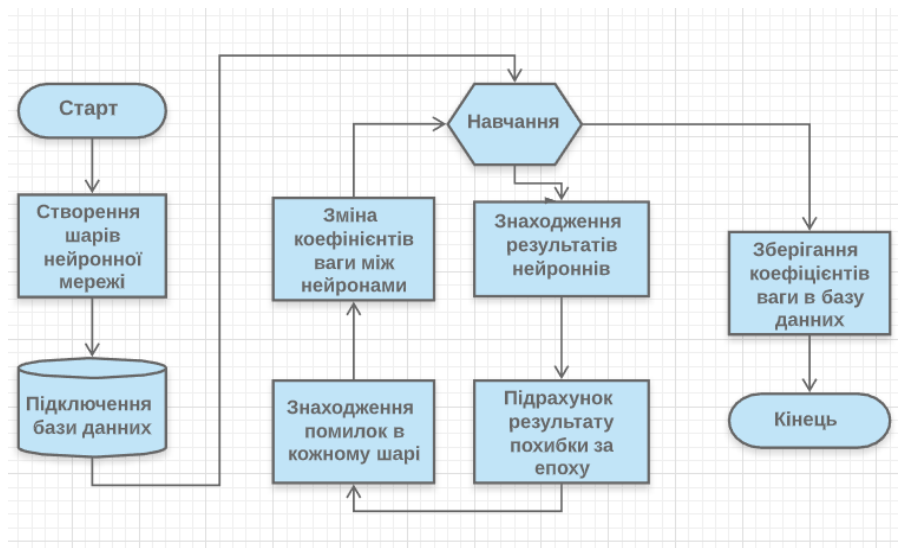 Старт
Створення
шарів
нейронної
мережі
Підключення
бази данних
Навчання
Знаходження
результатів
нейроннів
Підрахунок
результату
похибки за
епоху
Знаходження
помилок в
кожному шарі
Зміна
коефінієнтів
ваги між
нейронами
Зберігання
коефіцієнтів
ваги в базу
данних
Кінець